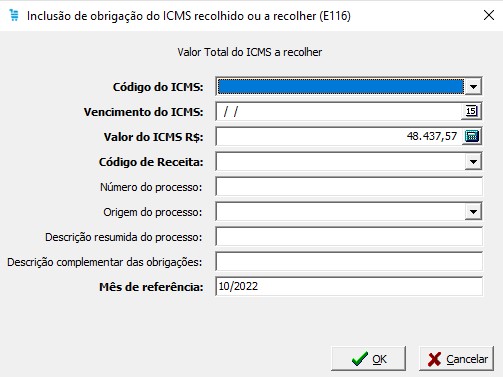 Inclusão de obrigação do ICMS recolhido ou a recolher (E116)
Valor Total do ICMS a recolher
Código do ICMS:
Vencimento do ICMS: / / 15
Valor do ICMS R$: 48.437,57
Código de Receita:
Número do processo:
Origem do processo:
Descrição resumida do processo:
Descrição complementar das obrigações:
Mês de referência: 10/2022
OK Cancelar